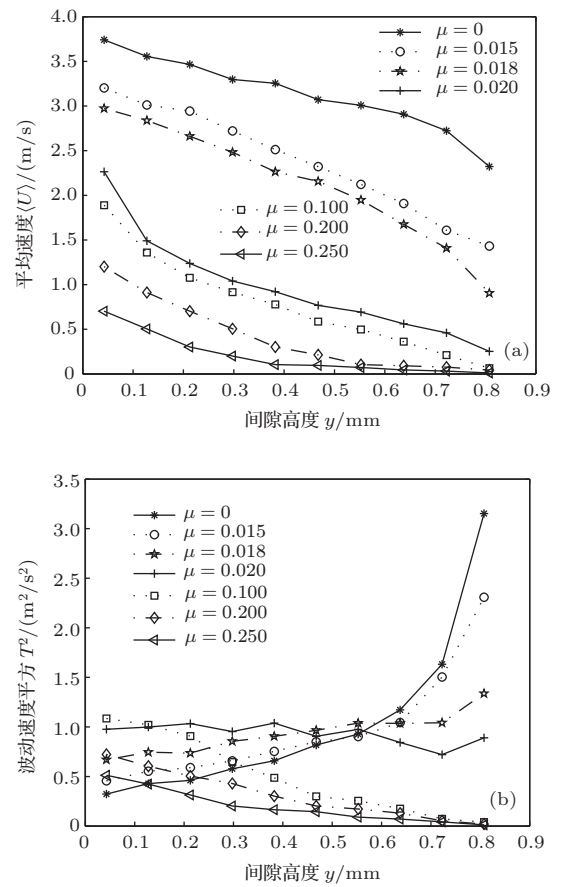 4.0
3.5
3.0
2.5
2.0
1.5
1.0
0.5
0
平均速度⟨U⟩/(m/s)
μ = 0
μ = 0.015
μ = 0.018
μ = 0.020
μ = 0.100
μ = 0.200
μ = 0.250
(a)
0 0.1 0.2 0.3 0.4 0.5 0.6 0.7 0.8 0.9
间隙高度 y/mm
3.5
3.0
2.5
2.0
1.5
1.0
0.5
0
波动速度平方 T²/(m²/s²)
μ = 0
μ = 0.015
μ = 0.018
μ = 0.020
μ = 0.100
μ = 0.200
μ = 0.250
(b)
0 0.1 0.2 0.3 0.4 0.5 0.6 0.7 0.8 0.9
间隙高度 y/mm